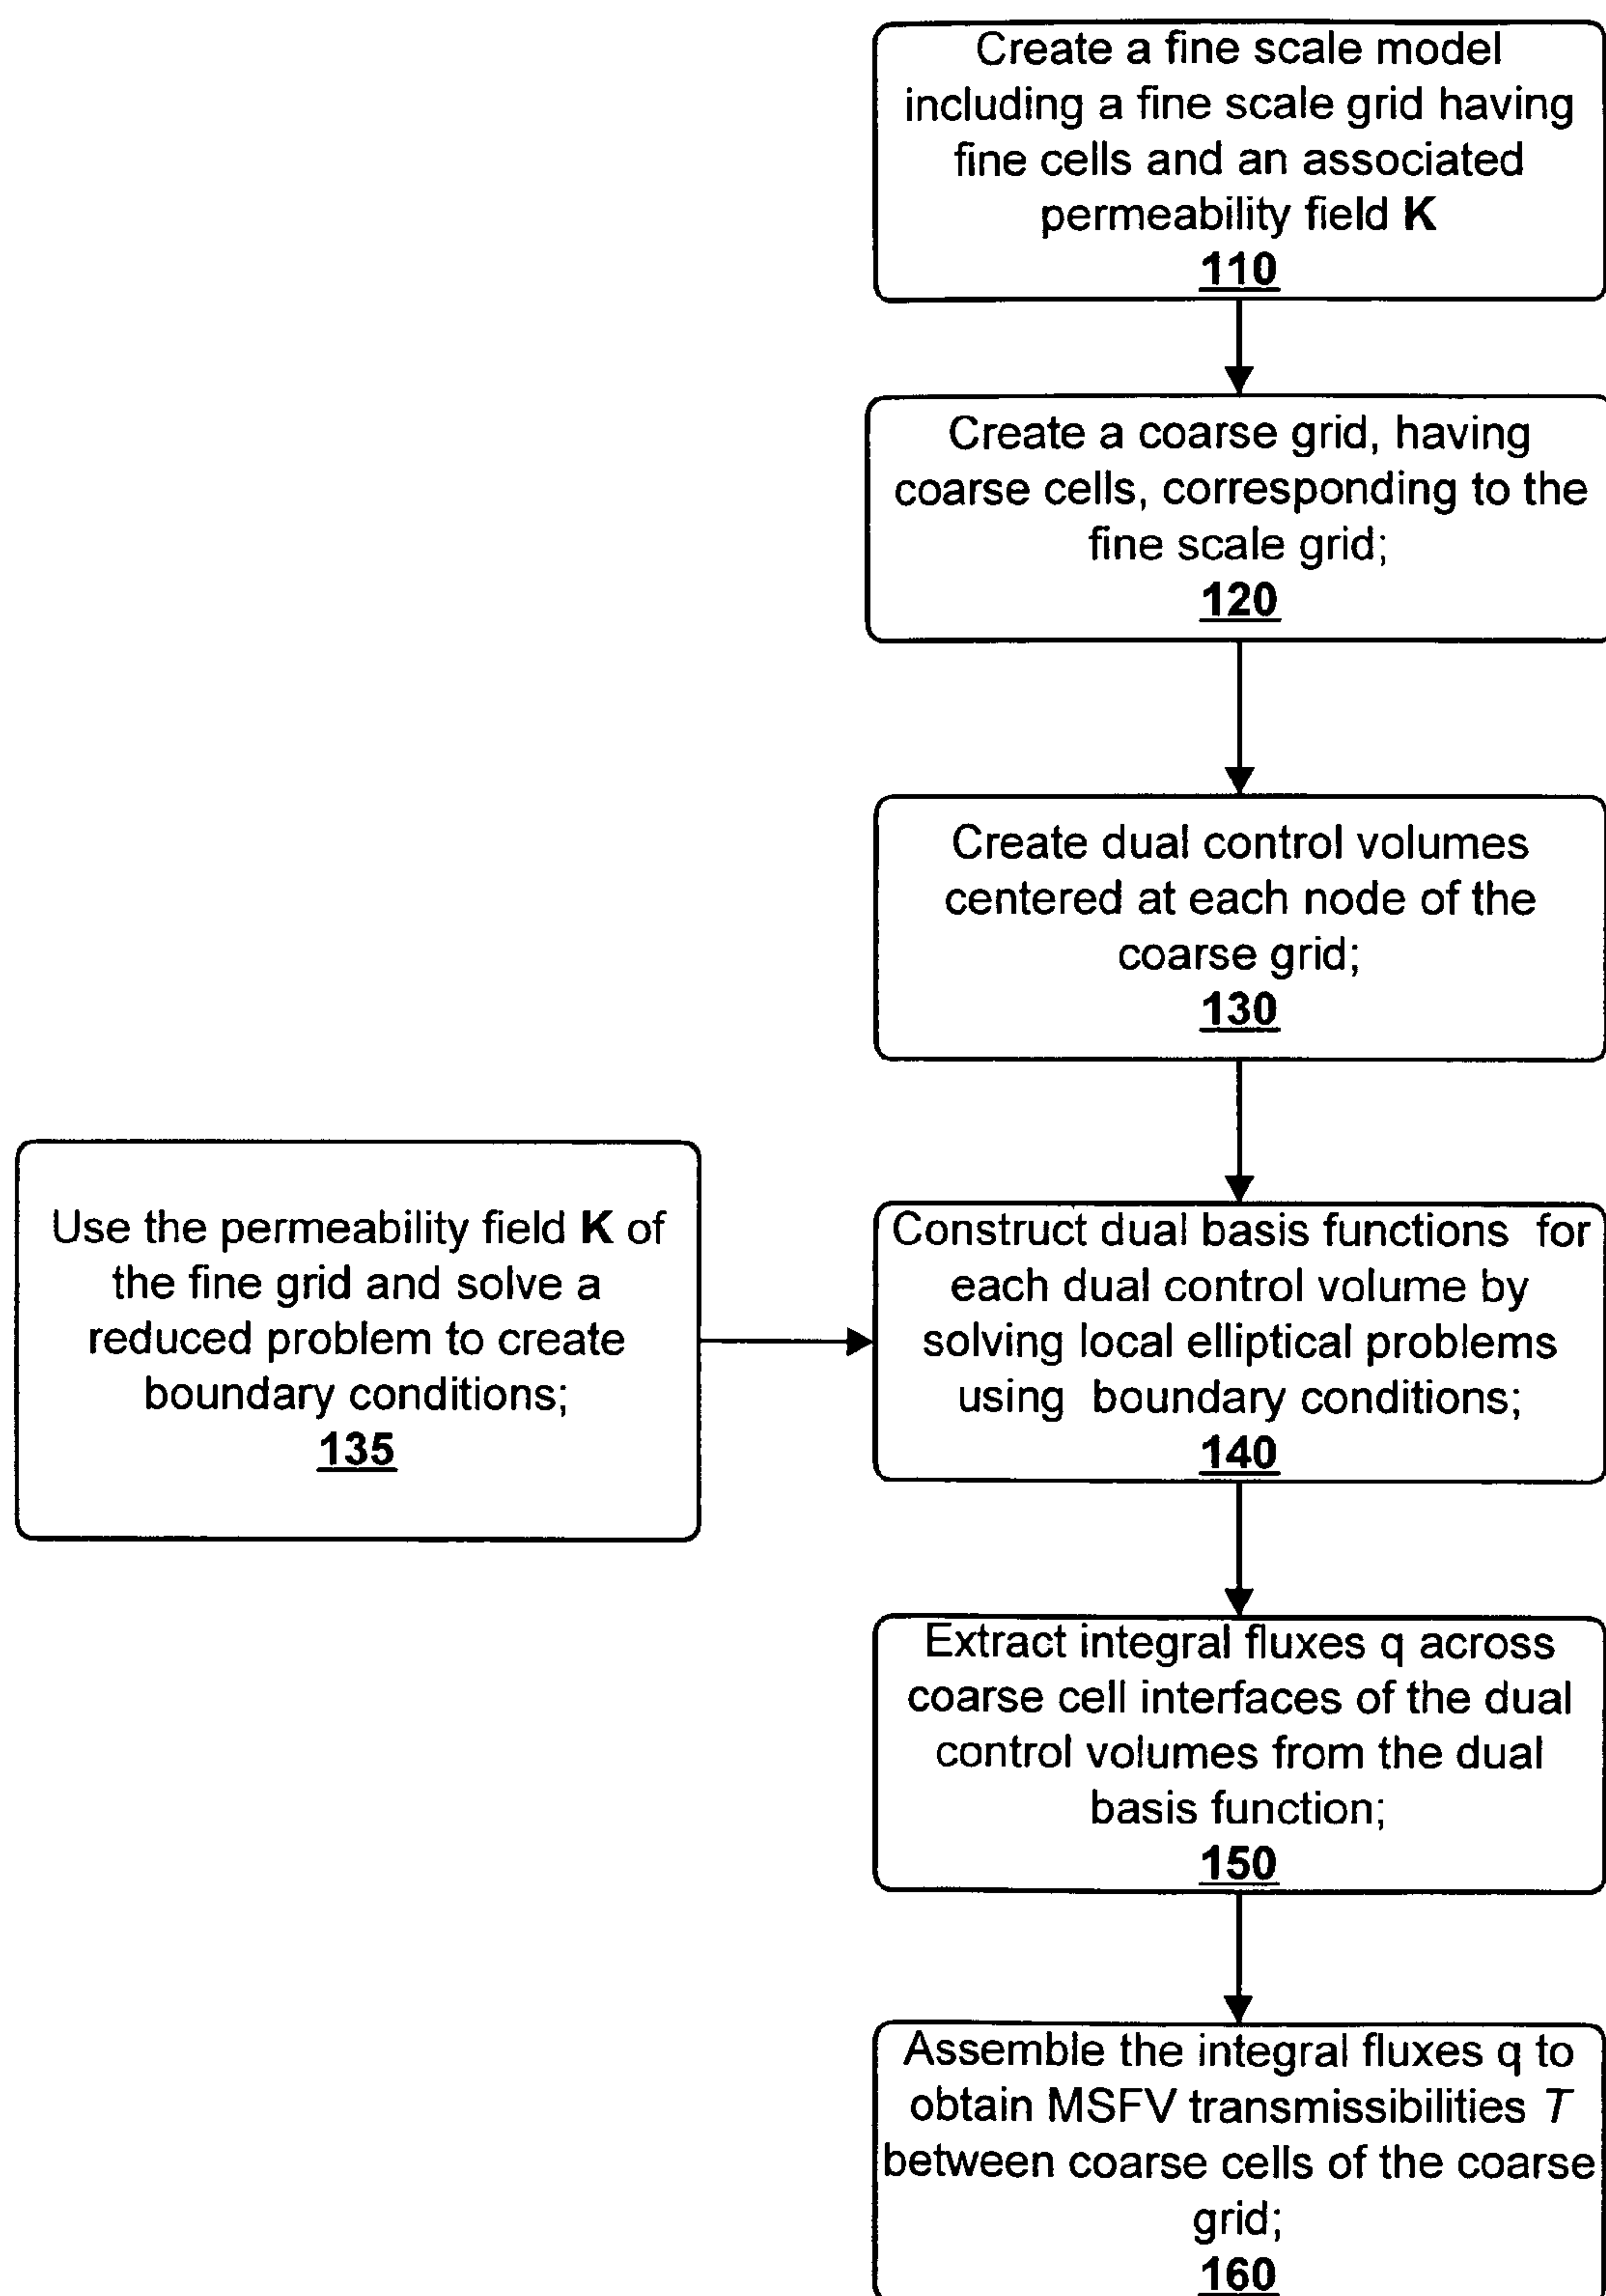 Create a fine scale model
including a fine scale grid having
fine cells and an associated
permeability field K
110
Create a coarse grid, having
coarse cells, corresponding to the
fine scale grid;
120
Create dual control volumes
centered at each node of the
coarse grid;
130
Use the permeability field K of
the fine grid and solve a
reduced problem to create
boundary conditions;
135
Construct dual basis functions for
each dual control volume by
solving local elliptical problems
using boundary conditions;
140
Extract integral fluxes q across
coarse cell interfaces of the dual
control volumes from the dual
basis function;
150
Assemble the integral fluxes q to
obtain MSFV transmissibilities T
between coarse cells of the coarse
grid;
160